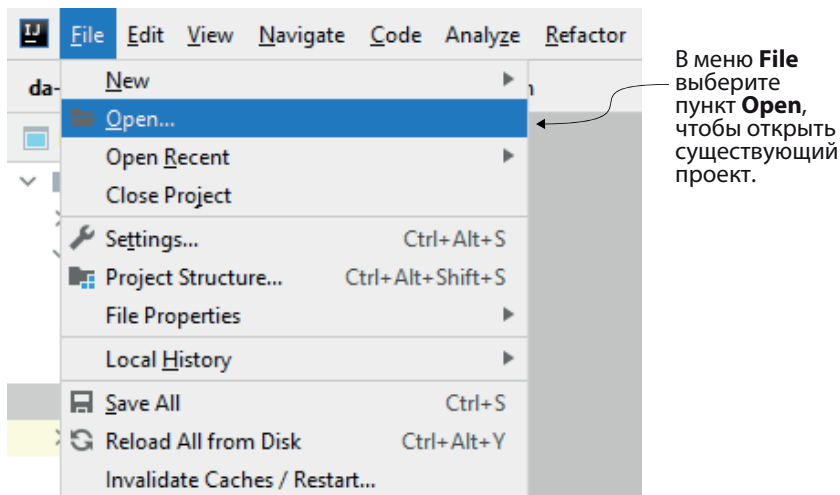 IJ File Edit View Navigate Code Analyze Refactor
da-
New
Open...
Open Recent
Close Project
Settings... Ctrl+Alt+S
Project Structure... Ctrl+Alt+Shift+S
File Properties
Local History
Save All Ctrl+S
Reload All from Disk Ctrl+Alt+Y
Invalidate Caches / Restart...
В меню File
выберите
пункт Open,
чтобы открыть
существующий
проект.